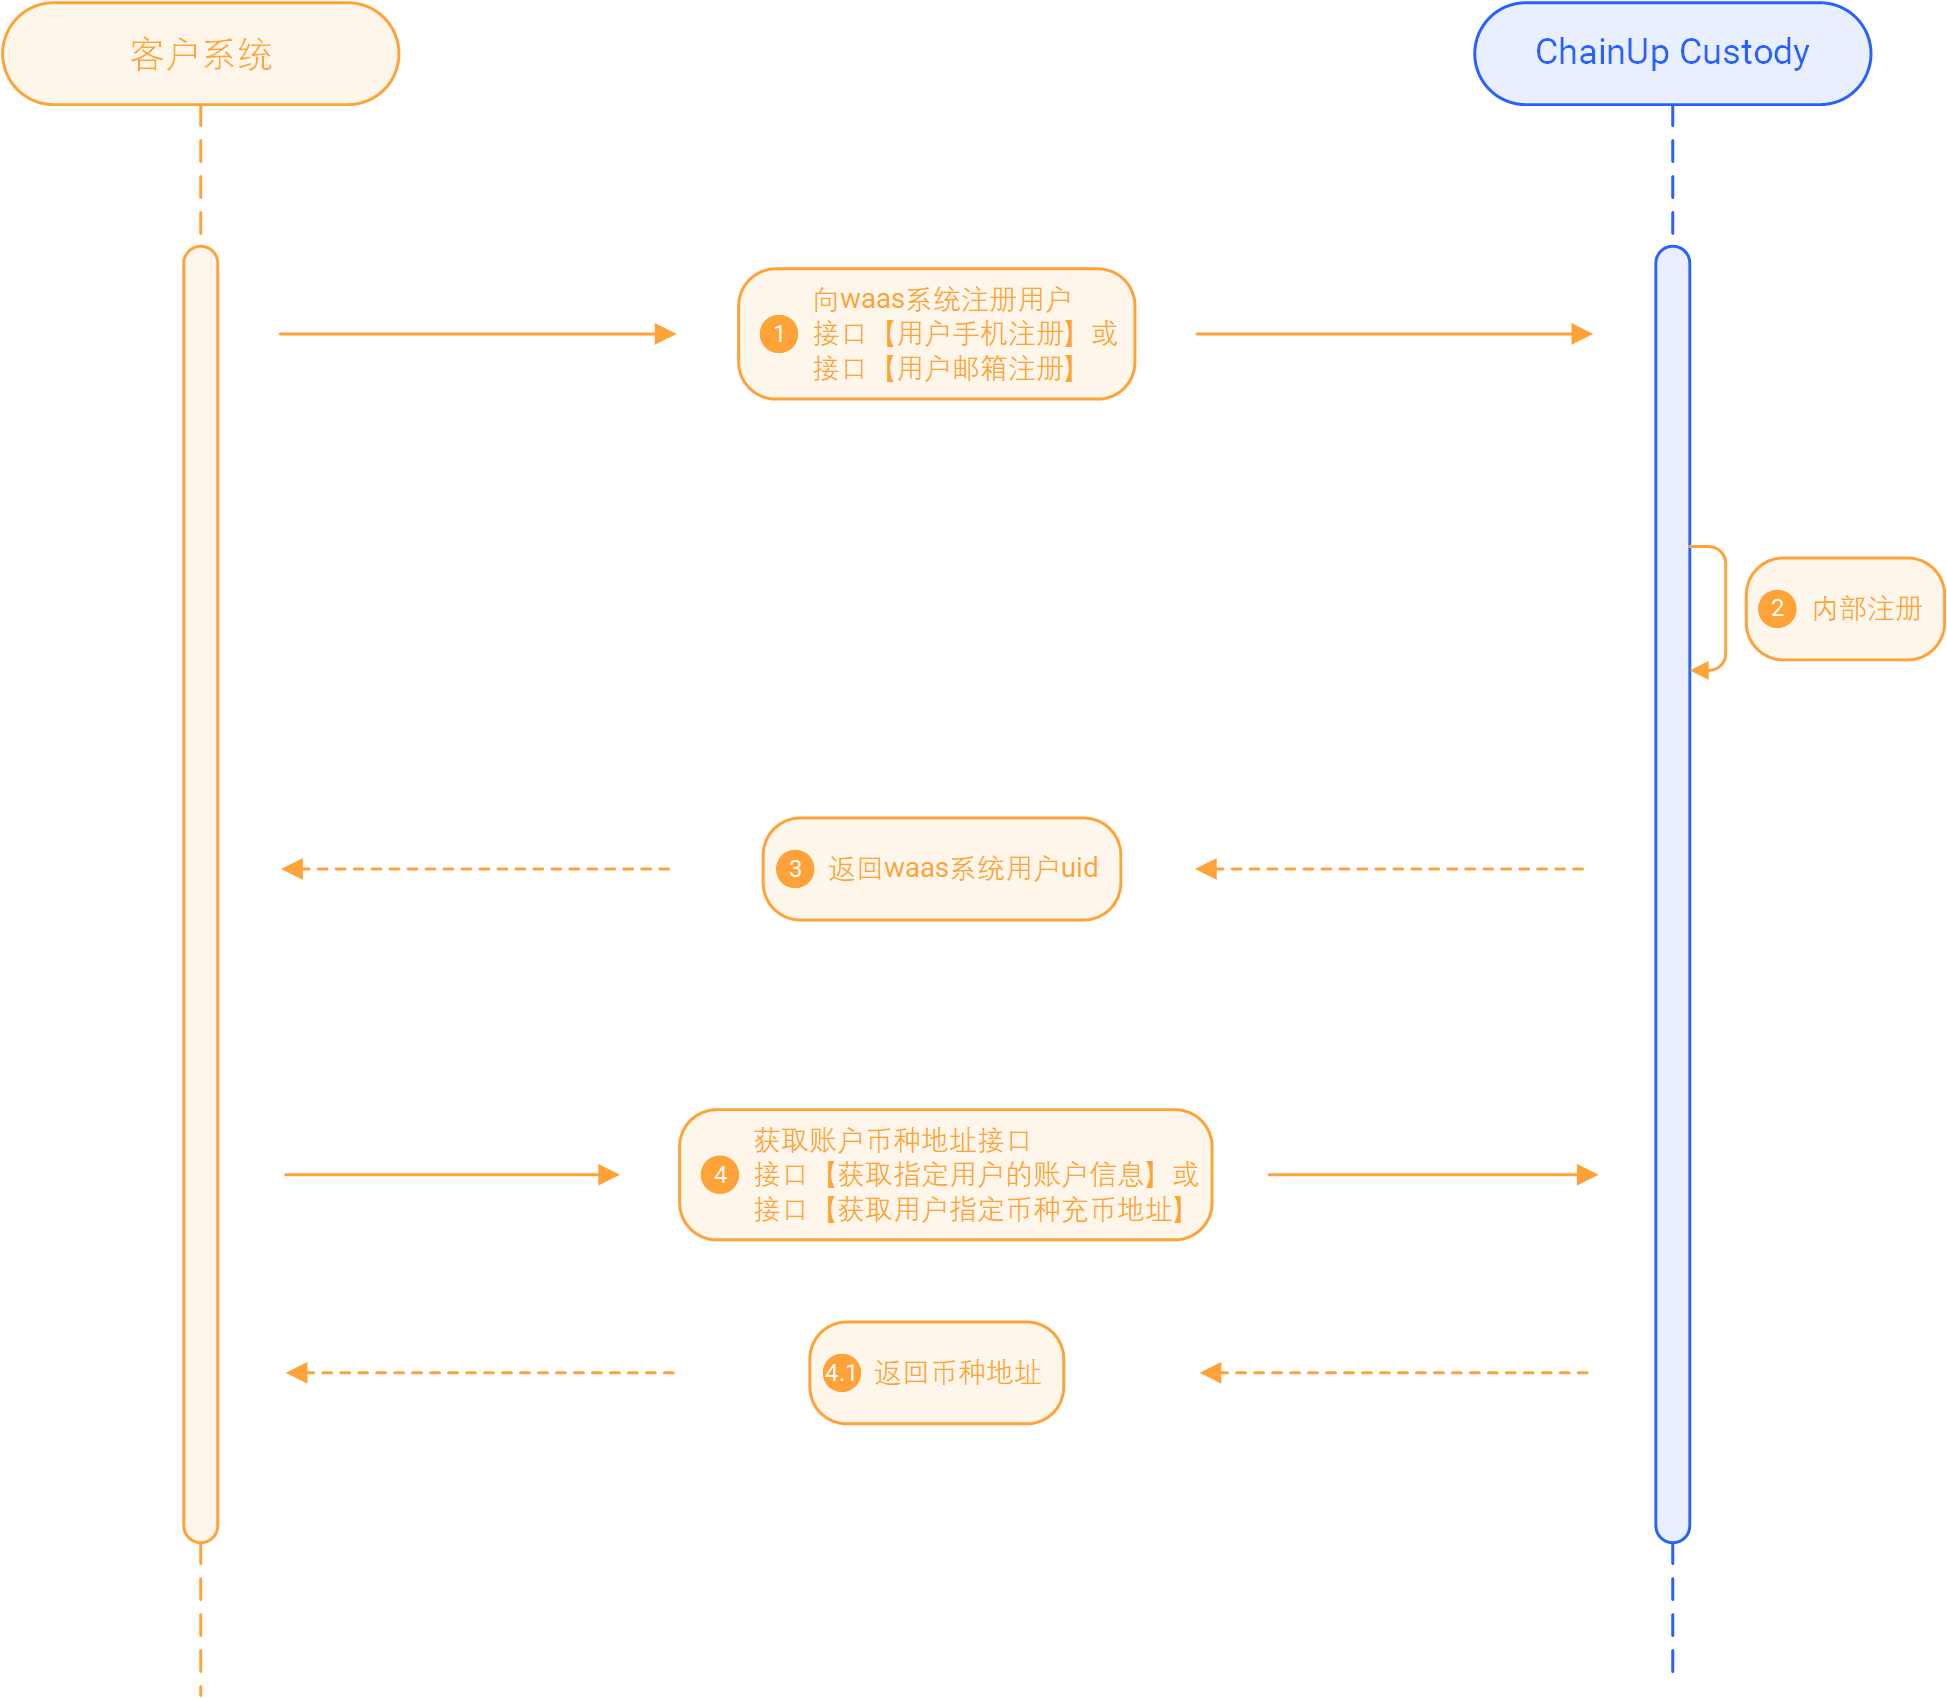 客户系统
ChainUp Custody
1
向waas系统注册用户
接口【用户手机注册】或
接口【用户邮箱注册】
2
内部注册
3
返回waas系统用户uid
4
获取账户币种地址接口
接口【获取指定用户的账户信息】或
接口【获取用户指定币种充币地址】
4.1
返回币种地址